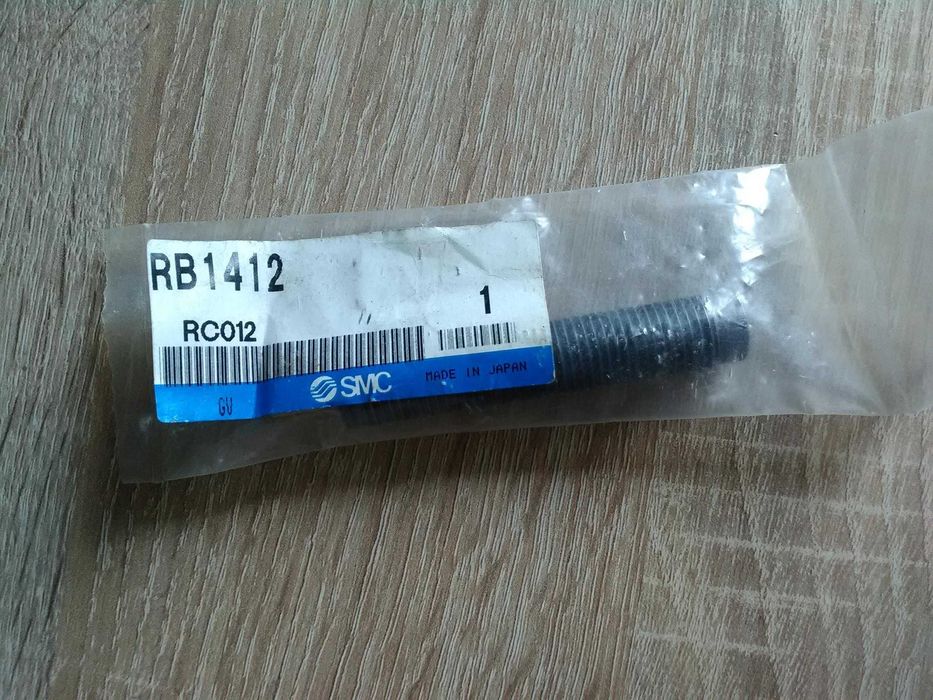 RB1412
1
RC012
GU
SMC
MADE IN JAPAN